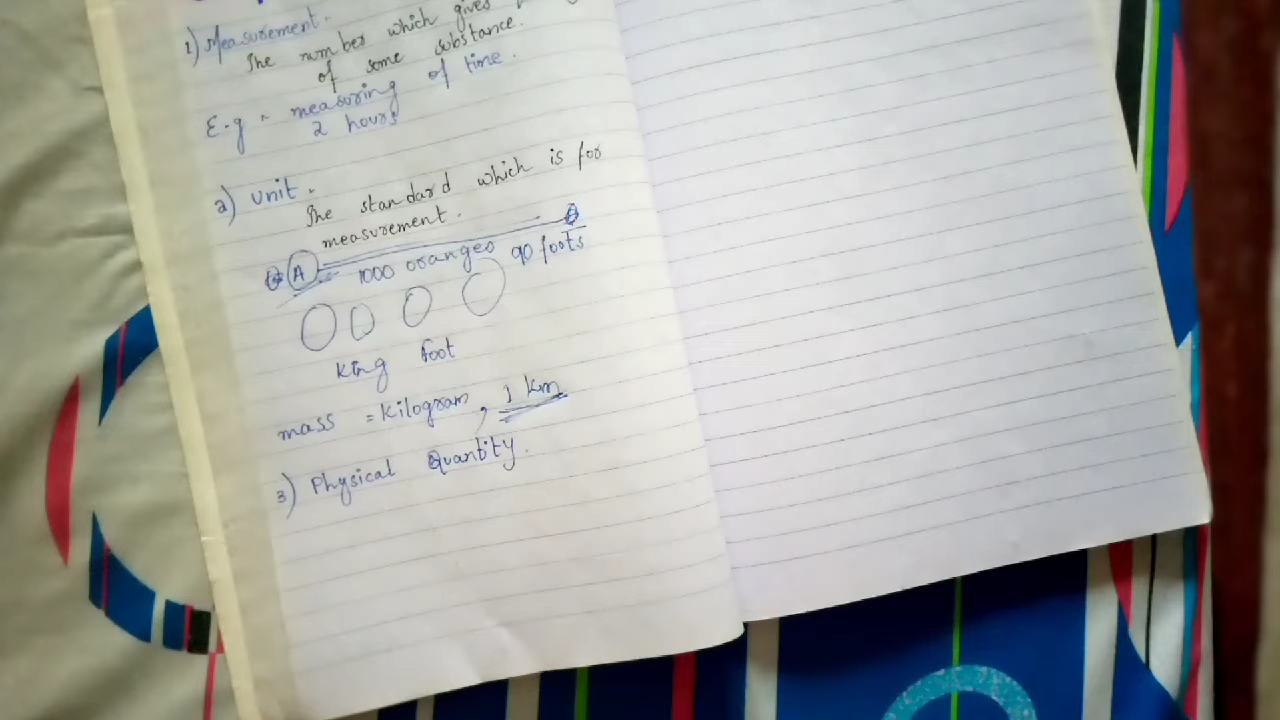 1) Measurement.
The number which gives
of some substance.
E.g. measuring of time.
2 hours
2) Unit.
The standard which is for
measurement.
A B
1000 oranges 90 foots
King foot
mass = Kilogram, 1 km
3) Physical Quantity.